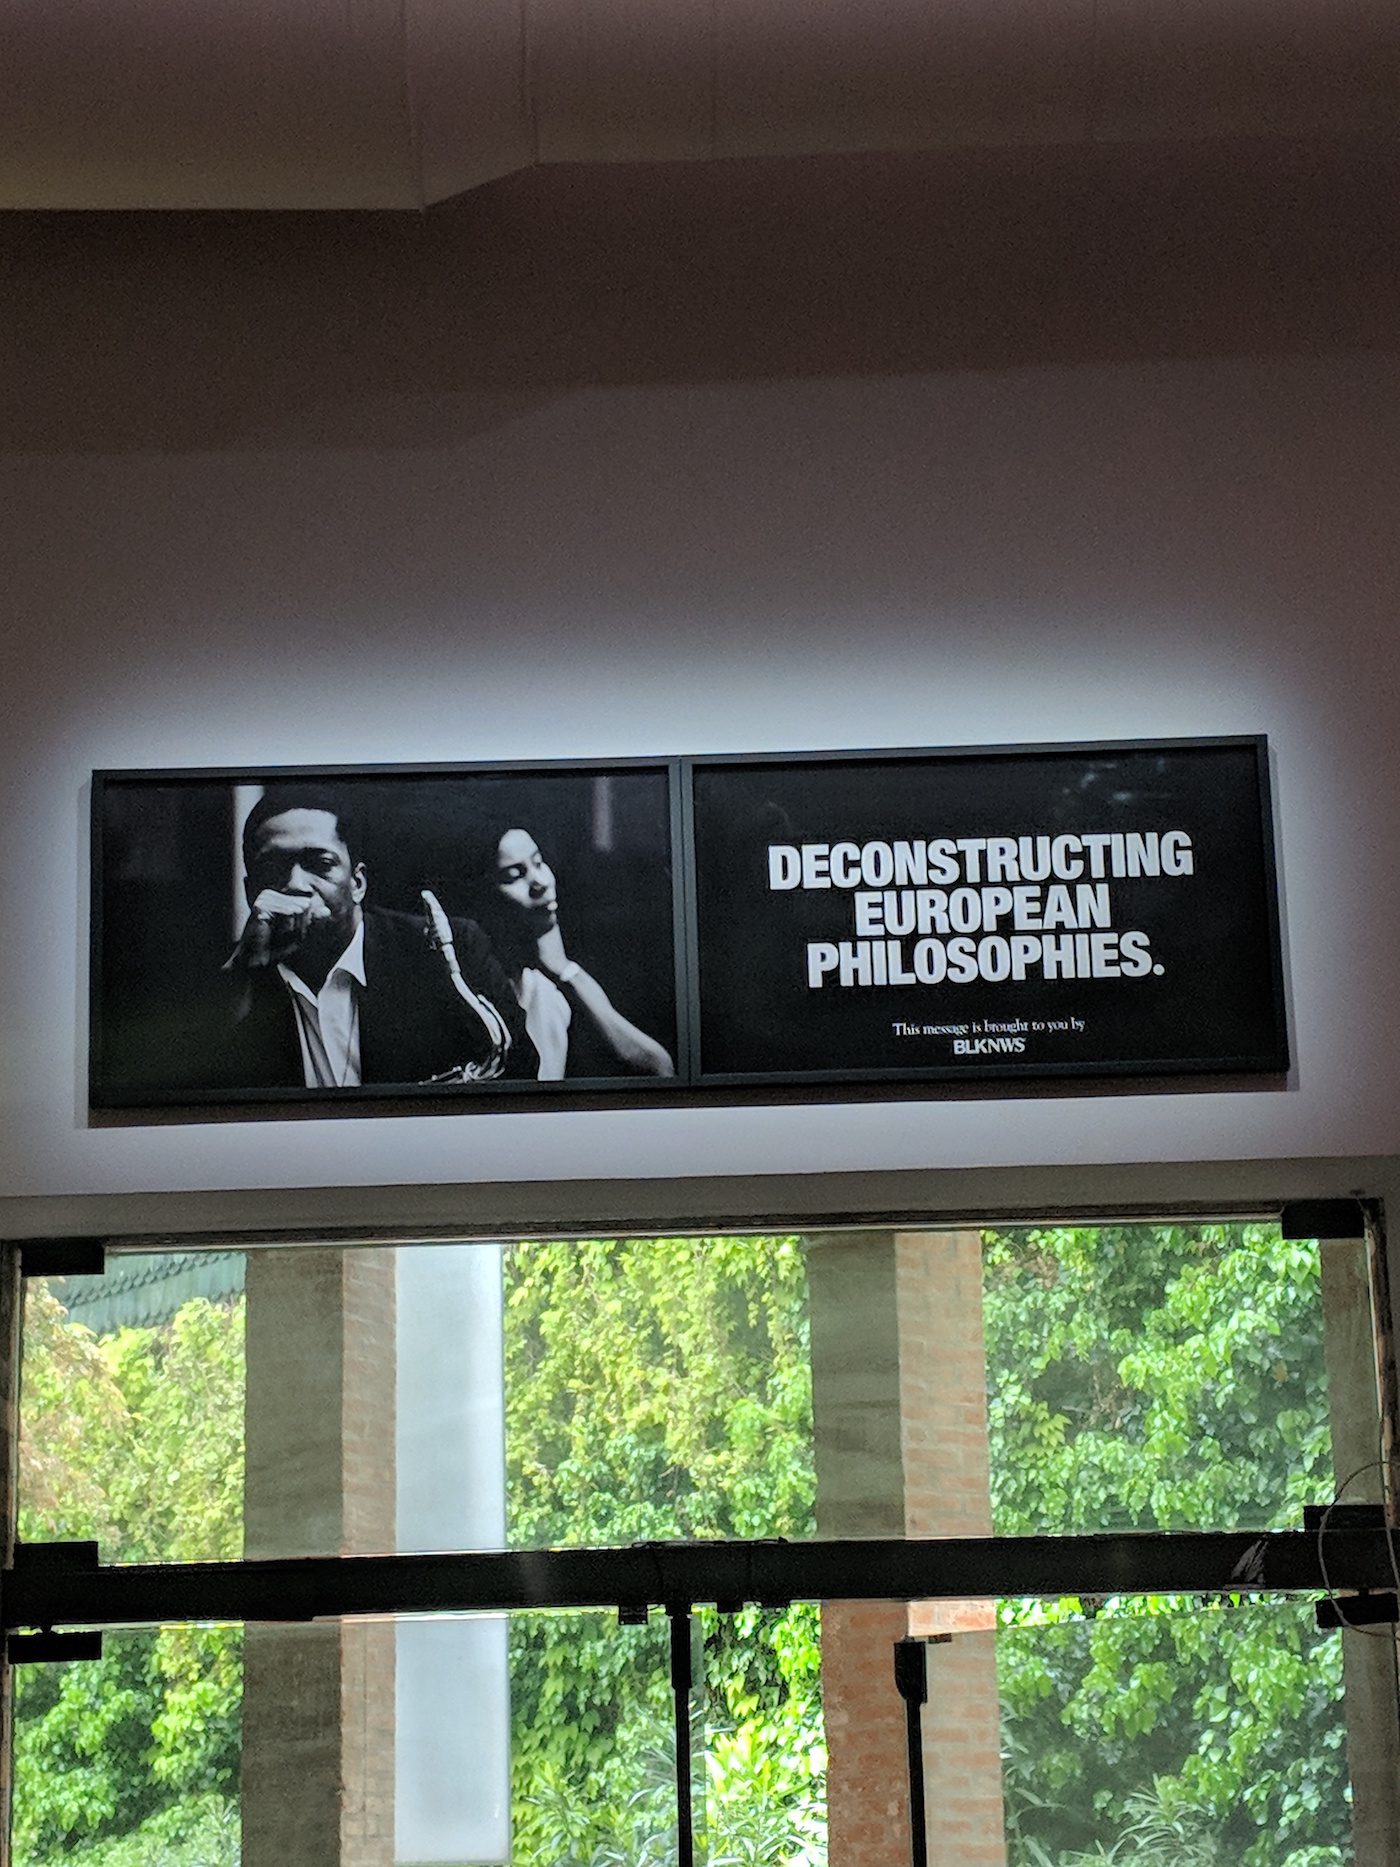 DECONSTRUCTING
EUROPEAN
PHILOSOPHIES.
This message is brought to you by
BLKNWS